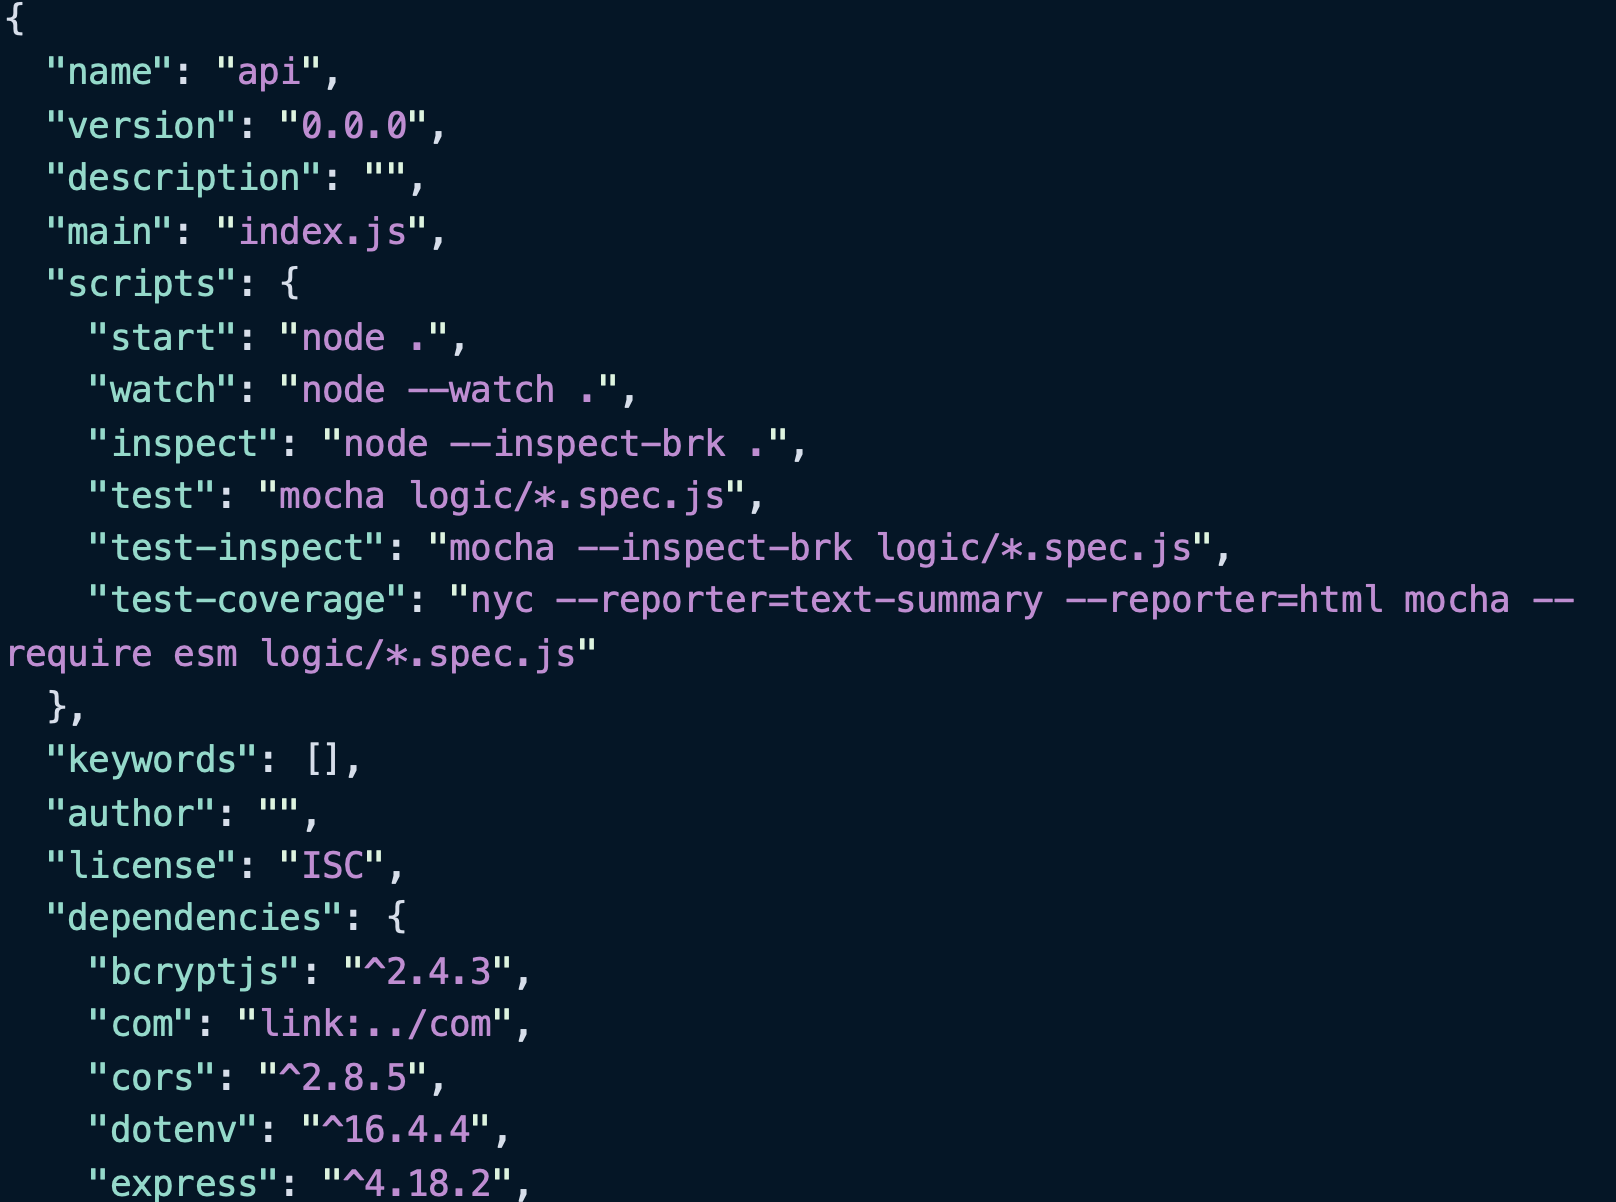 {
  "name": "api",
  "version": "0.0.0",
  "description": "",
  "main": "index.js",
  "scripts": {
    "start": "node .",
    "watch": "node --watch .",
    "inspect": "node --inspect-brk .",
    "test": "mocha logic/*.spec.js",
    "test-inspect": "mocha --inspect-brk logic/*.spec.js",
    "test-coverage": "nyc --reporter=text-summary --reporter=html mocha --
require esm logic/*.spec.js"
  },
  "keywords": [],
  "author": "",
  "license": "ISC",
  "dependencies": {
    "bcryptjs": "^2.4.3",
    "com": "link:../com",
    "cors": "^2.8.5",
    "dotenv": "^16.4.4",
    "express": "^4.18.2",